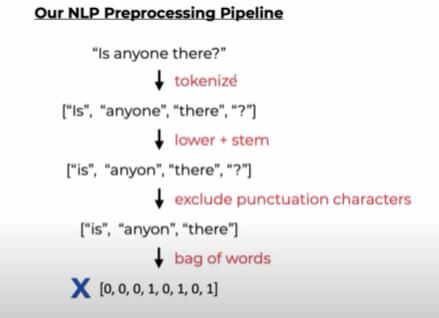 Our NLP Preprocessing Pipeline
“Is anyone there?”
tokenize
[“Is”, “anyone”, “there”, “?”]
lower + stem
[“is”, “anyon”, “there”, “?”]
exclude punctuation characters
[“is”, “anyon”, “there”]
bag of words
X [0, 0, 0, 1, 0, 1, 0, 1]